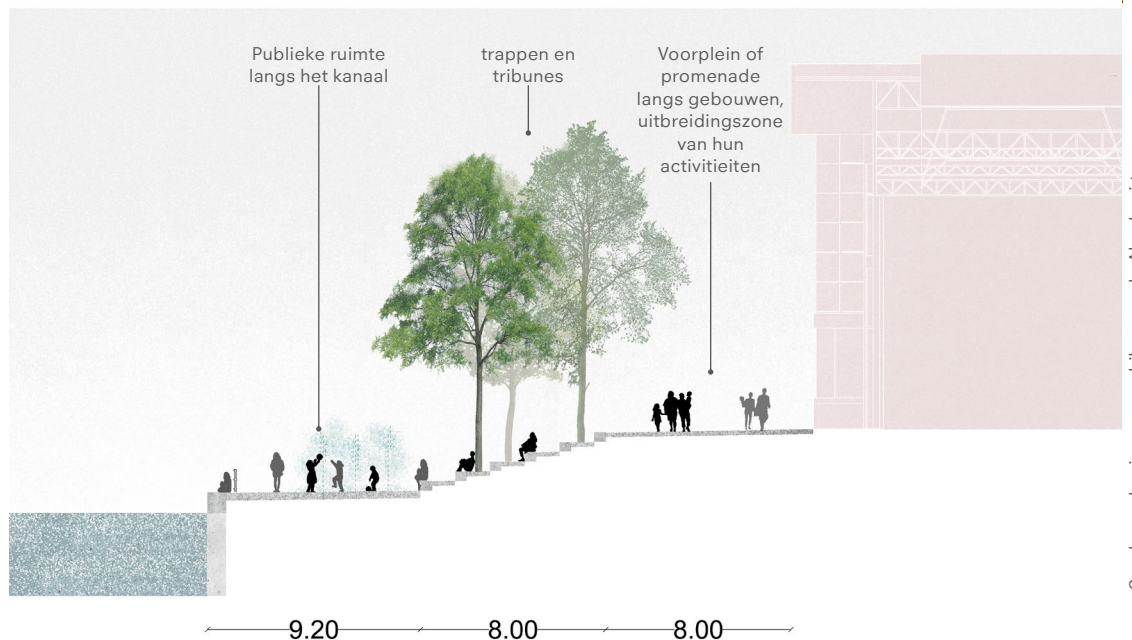 Publieke ruimte
langs het kanaal
trappen en
tribunes
Voorplein of
promenade
langs gebouwen,
uitbreidingszone
van hun
activitieiten
9.20
8.00
8.00